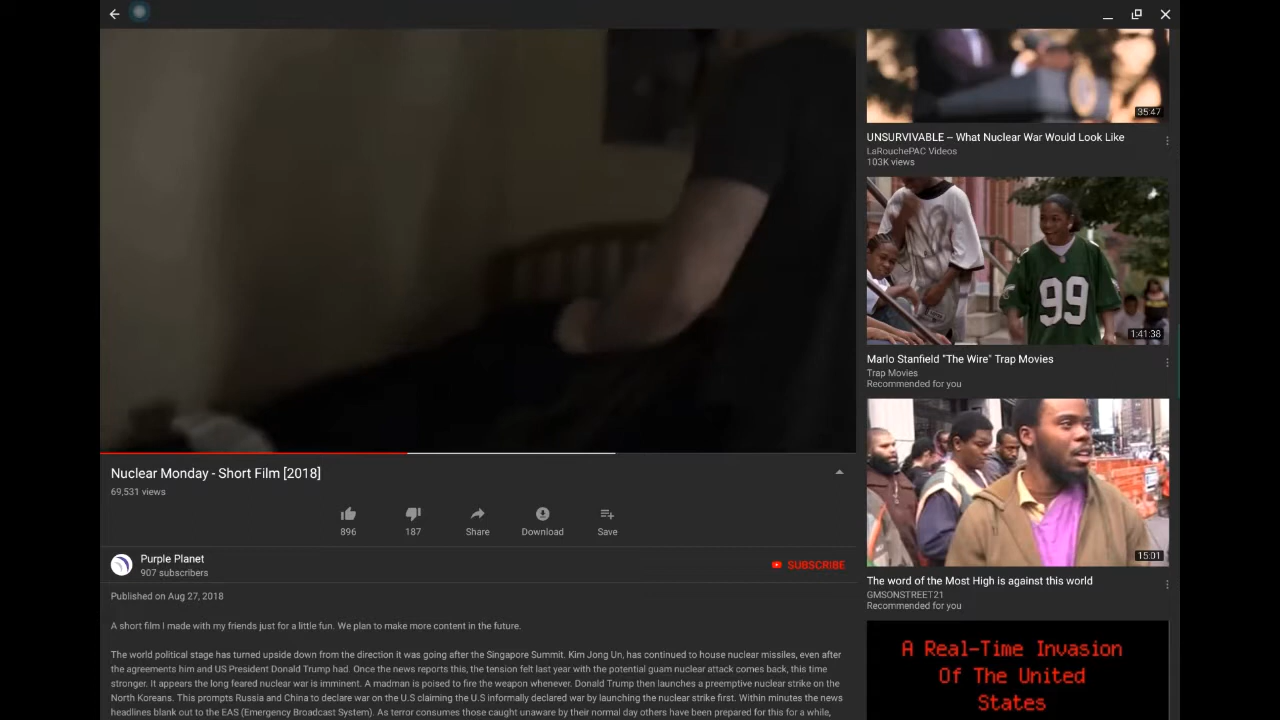 Nuclear Monday - Short Film [2018]
69,531 views
896
187
Share
Download
Save
Purple Planet
907 subscribers
SUBSCRIBE
Published on Aug 27, 2018
A short film I made with my friends just for a little fun. We plan to make more content in the future.
The world political stage has turned upside down from the direction it was going after the Singapore Summit. Kim Jong Un, has continued to house nuclear missiles, even after
the agreements him and US President Donald Trump had. Once the news reports this, the tension felt last year with the potential guam nuclear attack comes back, this time
stronger. It appears the long feared nuclear war is imminent. A madman is poised to fire the weapon whenever. Donald Trump then launches a preemptive nuclear strike on the
North Koreans. This prompts Russia and China to declare war on the U.S claiming the U.S informally declared war by launching the nuclear strike first. Within minutes the news
headlines blank out to the EAS (Emergency Broadcast System). As terror consumes those caught unaware by their normal day others have been prepared for this for a while,
35:47
UNSURVIVABLE – What Nuclear War Would Look Like
LaRouchePAC Videos
103K views
99
1:41:38
Marlo Stanfield "The Wire" Trap Movies
Trap Movies
Recommended for you
15:01
The word of the Most High is against this world
GMSONSTREET21
Recommended for you
A Real-Time Invasion
Of The United
States